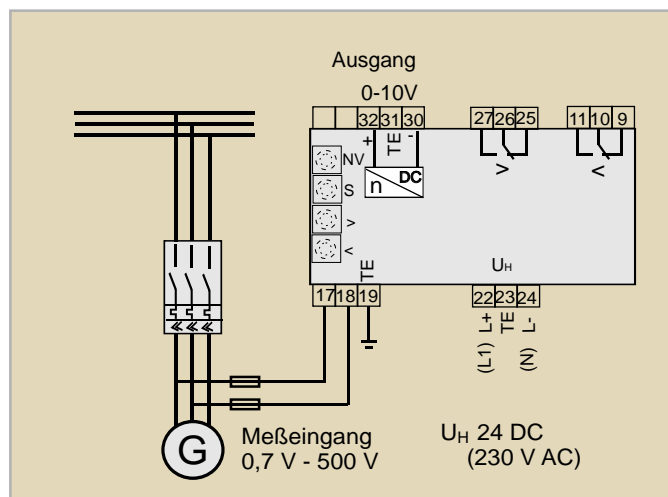 Ausgang
0-10V
32 31 30
27 26 25
11 10 9
+ TE -
NV
n DC
S
>
<
>
<
TE
UH
17 18 19
22 23 24
L+ TE L-
(L1) (N)
G
Meßeingang
0,7 V - 500 V
UH 24 DC
(230 V AC)